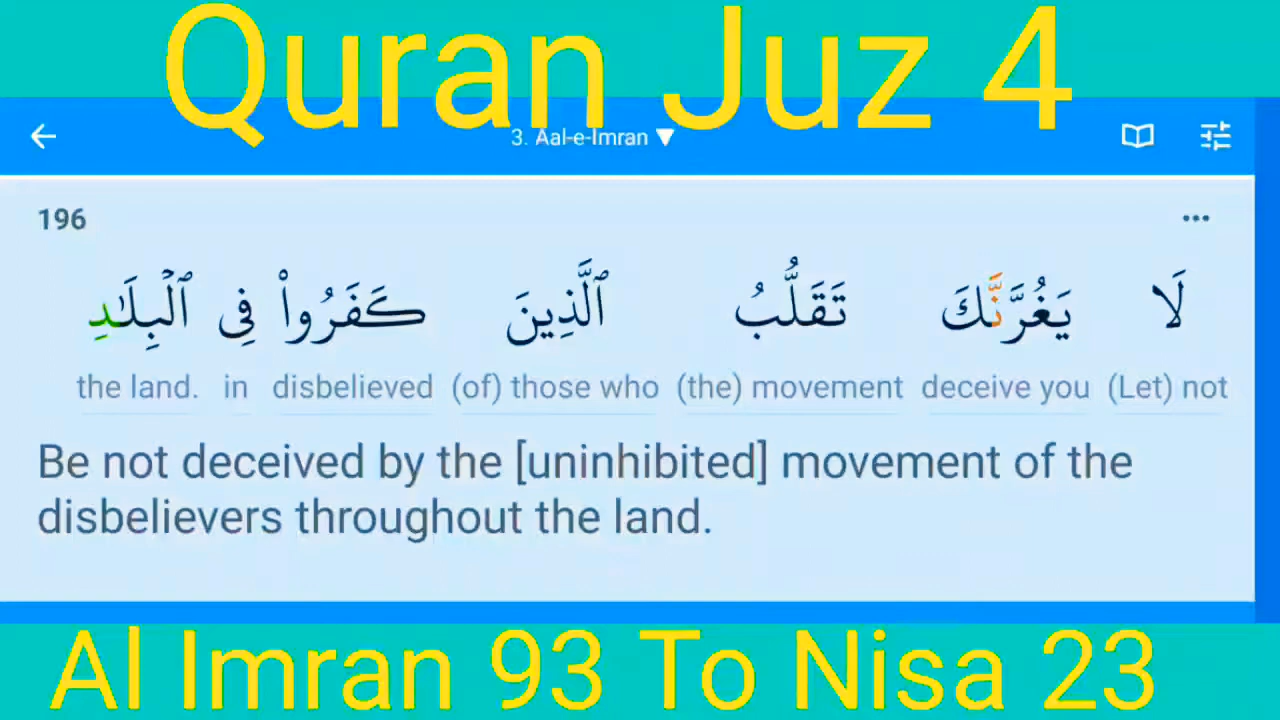 Quran Juz 4
3. Aal-e-Imran
196
لَا يَغُرَّنَّكَ تَقَلُّبُ ٱلَّذِينَ كَفَرُوا۟ فِى ٱلْبِلَـٰدِ
the land. in disbelieved (of) those who (the) movement deceive you (Let) not
Be not deceived by the [uninhibited] movement of the
disbelievers throughout the land.
Al Imran 93 To Nisa 23